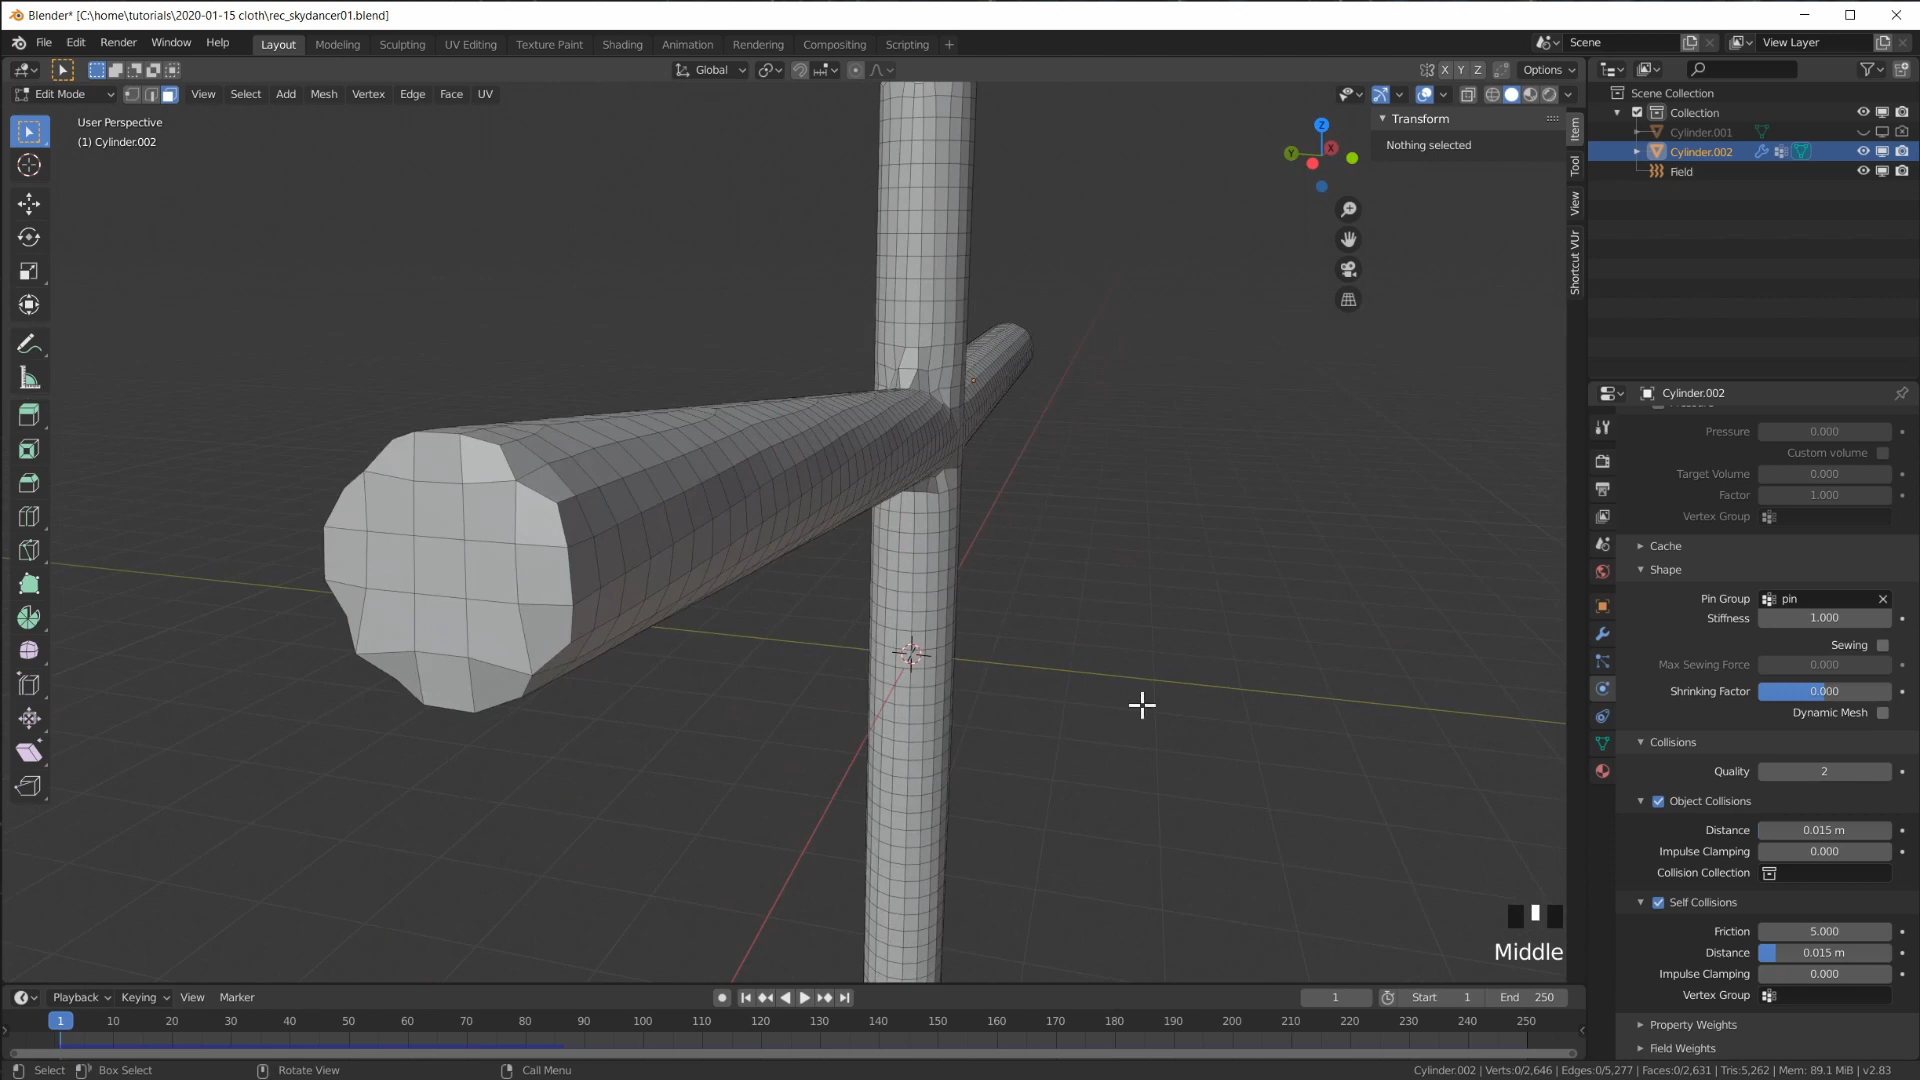 Blender* [C:\home\tutorials\2020-01-15 cloth\rec_skydancer01.blend]
File Edit Render Window Help Layout Modeling Sculpting UV Editing Texture Paint Shading Animation Rendering Compositing Scripting + Scene View Layer
Global X Y Z Options
Edit Mode View Select Add Mesh Vertex Edge Face UV
User Perspective
(1) Cylinder.002
Z
Y
X
Transform
Nothing selected
Item
Tool
View
Shortcut VUr
Scene Collection
Collection
Cylinder.001
Cylinder.002
Field
Cylinder.002
Pressure 0.000
Custom volume
Target Volume 0.000
Factor 1.000
Vertex Group
Cache
Shape
Pin Group pin
Stiffness 1.000
Sewing
Max Sewing Force 0.000
Shrinking Factor 0.000
Dynamic Mesh
Collisions
Quality 2
Object Collisions
Distance 0.015 m
Impulse Clamping 0.000
Collision Collection
Self Collisions
Friction 5.000
Distance 0.015 m
Impulse Clamping 0.000
Vertex Group
Property Weights
Field Weights
Middle
Playback Keying View Marker 1 Start 1 End 250
1 10 20 30 40 50 60 70 80 90 100 110 120 130 140 150 160 170 180 190 200 210 220 230 240 250
Select Box Select Rotate View Call Menu Cylinder.002 | Verts:0/2,646 | Edges:0/5,277 | Faces:0/2,631 | Tris:5,262 | Mem: 89.1 MiB | v2.83